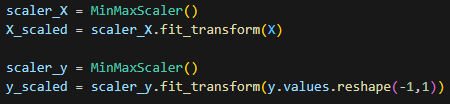 scaler_X = MinMaxScaler()
X_scaled = scaler_X.fit_transform(X)
scaler_y = MinMaxScaler()
y_scaled = scaler_y.fit_transform(y.values.reshape(-1,1))